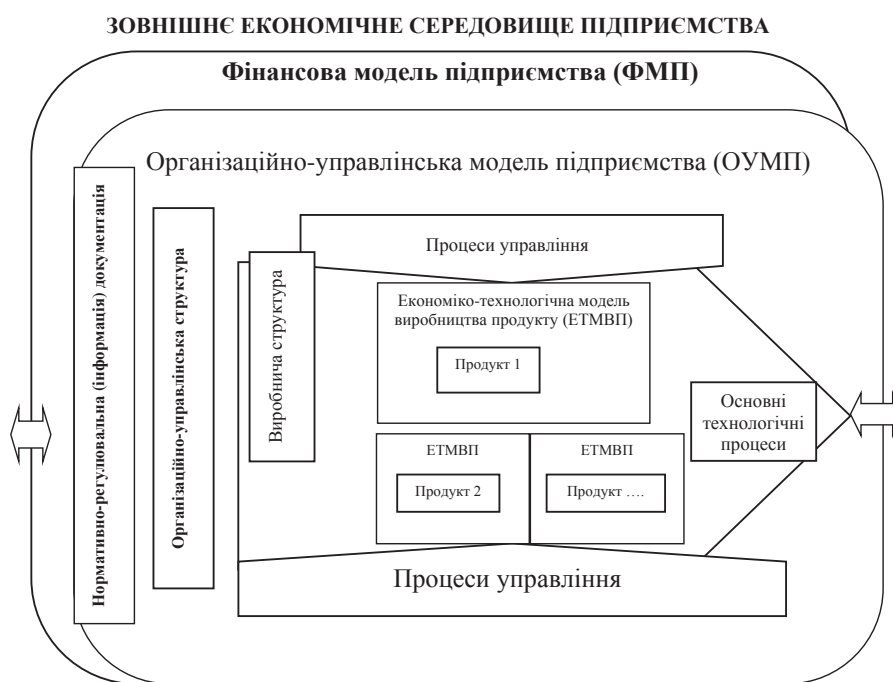 ЗОВНІШНЄ ЕКОНОМІЧНЕ СЕРЕДОВИЩЕ ПІДПРИЄМСТВА
Фінансова модель підприємства (ФМП)
Організаційно-управлінська модель підприємства (ОУМП)
Нормативно-регулювальна (інформація) документація
Організаційно-управлінська структура
Виробнича структура
Процеси управління
Економіко-технологічна модель
виробництва продукту (ЕТМВП)
Продукт 1
Основні
технологічні
процеси
ЕТМВП
Продукт 2
ЕТМВП
Продукт ….
Процеси управління